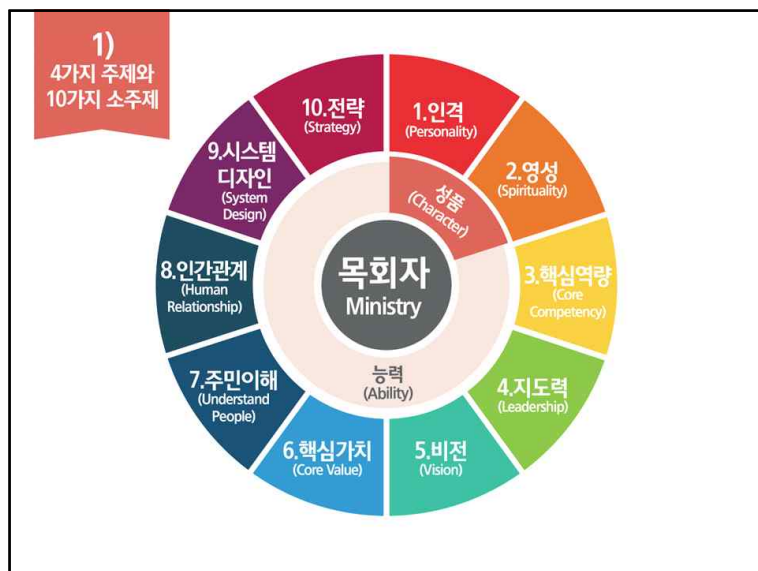 1)
4가지 주제와
10가지 소주제
10.전략
(Strategy)
1.인격
(Personality)
9.시스템
디자인
(System
Design)
2.영성
(Spirituality)
성품
(Character)
8.인간관계
(Human
Relationship)
목회자
Ministry
3.핵심역량
(Core
Competency)
능력
(Ability)
7.주민이해
(Understand
People)
4.지도력
(Leadership)
6.핵심가치
(Core Value)
5.비전
(Vision)